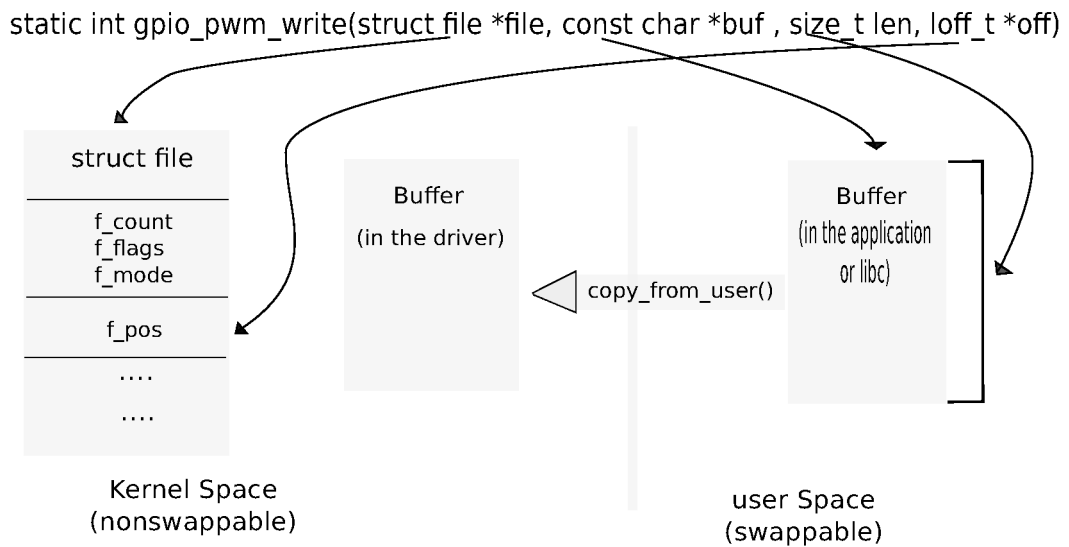 static int gpio_pwm_write(struct file *file, const char *buf , size_t len, loff_t *off)
struct file
f_count
f_flags
f_mode
f_pos
....
....
Buffer
(in the driver)
copy_from_user()
Buffer
(in the application
or libc)
Kernel Space
(nonswappable)
user Space
(swappable)